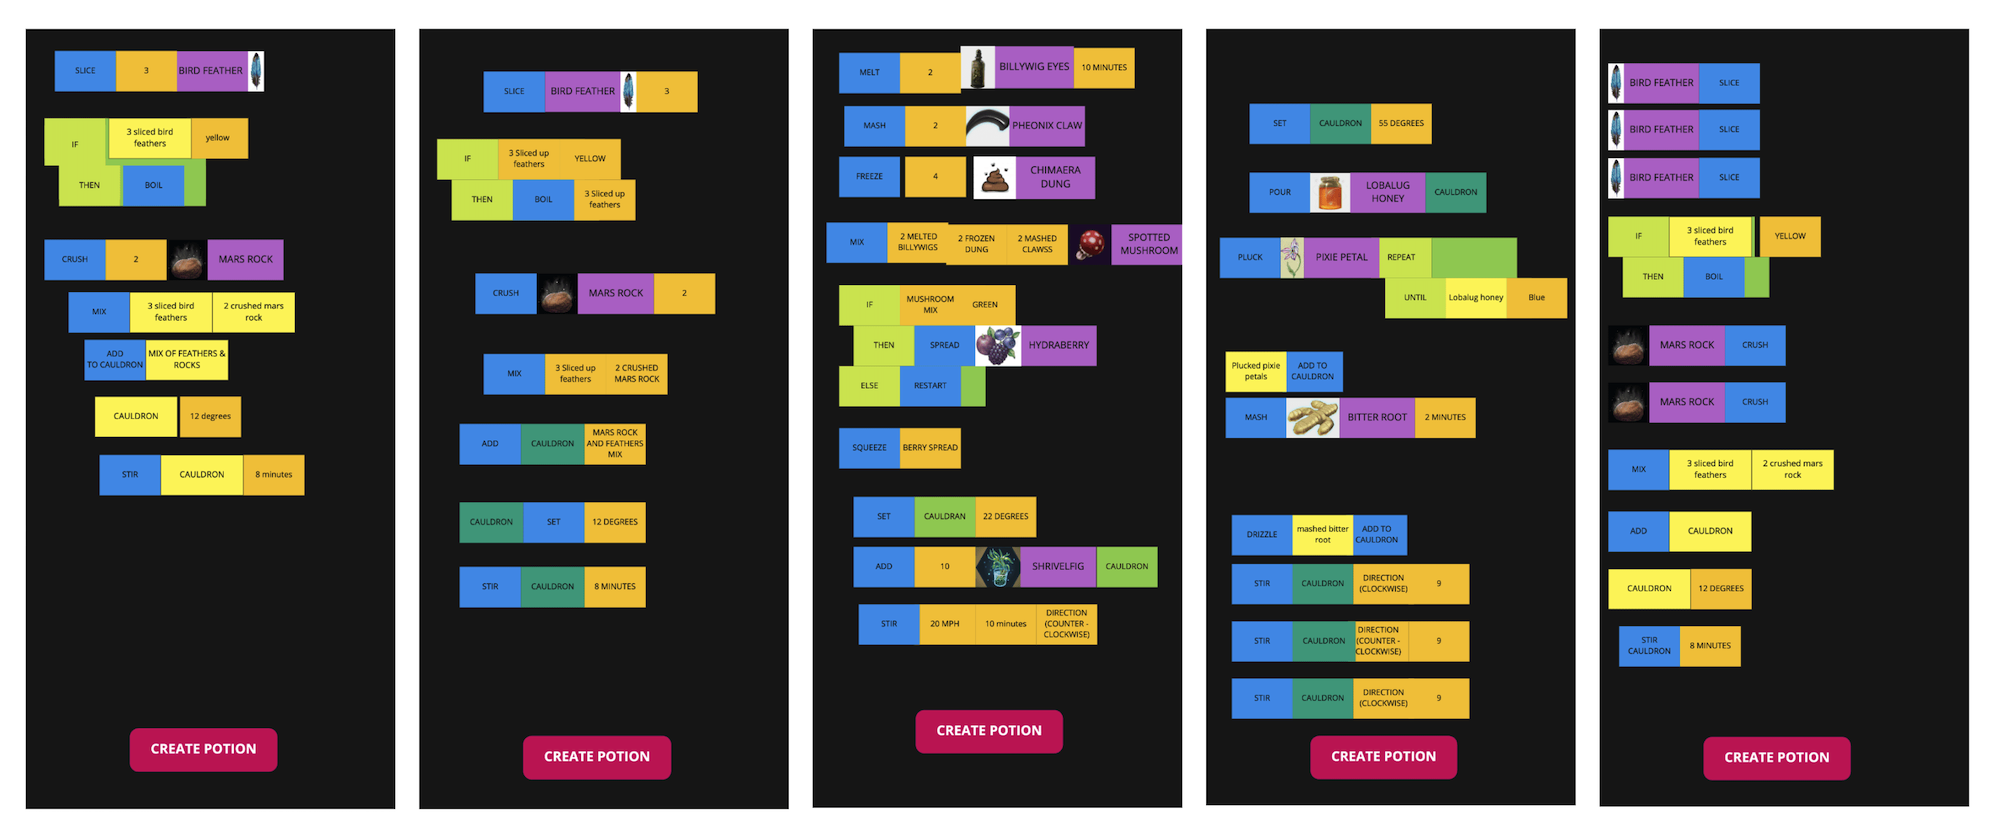 SLICE 3 BIRD FEATHER
IF 3 sliced bird feathers yellow
THEN BOIL
CRUSH 2 MARS ROCK
MIX 3 sliced bird feathers 2 crushed mars rock
ADD TO CAULDRON MIX OF FEATHERS & ROCKS
CAULDRON 12 degrees
STIR CAULDRON 8 minutes
CREATE POTION
SLICE BIRD FEATHER 3
IF 3 Sliced up feathers YELLOW
THEN BOIL 3 Sliced up feathers
CRUSH MARS ROCK 2
MIX 3 Sliced up feathers 2 CRUSHED MARS ROCK
ADD CAULDRON MARS ROCK AND FEATHERS MIX
CAULDRON SET 12 DEGREES
STIR CAULDRON 8 MINUTES
CREATE POTION
MELT 2 BILLYWIG EYES 10 MINUTES
MASH 2 PHEONIX CLAW
FREEZE 4 CHIMAERA DUNG
MIX 2 MELTED BILLYWIGS 2 FROZEN DUNG 2 MASHED CLAWSS SPOTTED MUSHROOM
IF MUSHROOM MIX GREEN
THEN SPREAD HYDRABERRY
ELSE RESTART
SQUEEZE BERRY SPREAD
SET CAULDRAN 22 DEGREES
ADD 10 SHRIVELFIG CAULDRON
STIR 20 MPH 10 minutes DIRECTION (COUNTER - CLOCKWISE)
CREATE POTION
SET CAULDRON 55 DEGREES
POUR LOBALUG HONEY CAULDRON
PLUCK PIXIE PETAL REPEAT
UNTIL Lobalug honey Blue
Plucked pixie petals ADD TO CAULDRON
MASH BITTER ROOT 2 MINUTES
DRIZZLE mashed bitter root ADD TO CAULDRON
STIR CAULDRON DIRECTION (CLOCKWISE) 9
STIR CAULDRON DIRECTION (COUNTER - CLOCKWISE) 9
STIR CAULDRON DIRECTION (CLOCKWISE) 9
CREATE POTION
BIRD FEATHER SLICE
BIRD FEATHER SLICE
BIRD FEATHER SLICE
IF 3 sliced bird feathers YELLOW
THEN BOIL
MARS ROCK CRUSH
MARS ROCK CRUSH
MIX 3 sliced bird feathers 2 crushed mars rock
ADD CAULDRON
CAULDRON 12 DEGREES
STIR CAULDRON 8 MINUTES
CREATE POTION